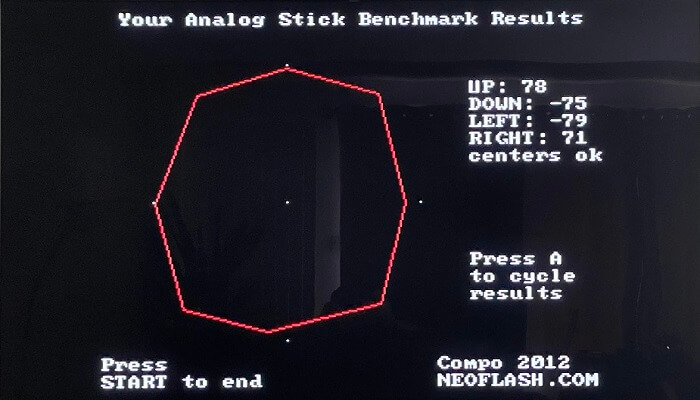 Your Analog Stick Benchmark Results
UP: 78
DOWN: -75
LEFT: -79
RIGHT: 71
centers ok
Press A
to cycle
results
Press
START to end
Compo 2012
NEOFLASH.COM